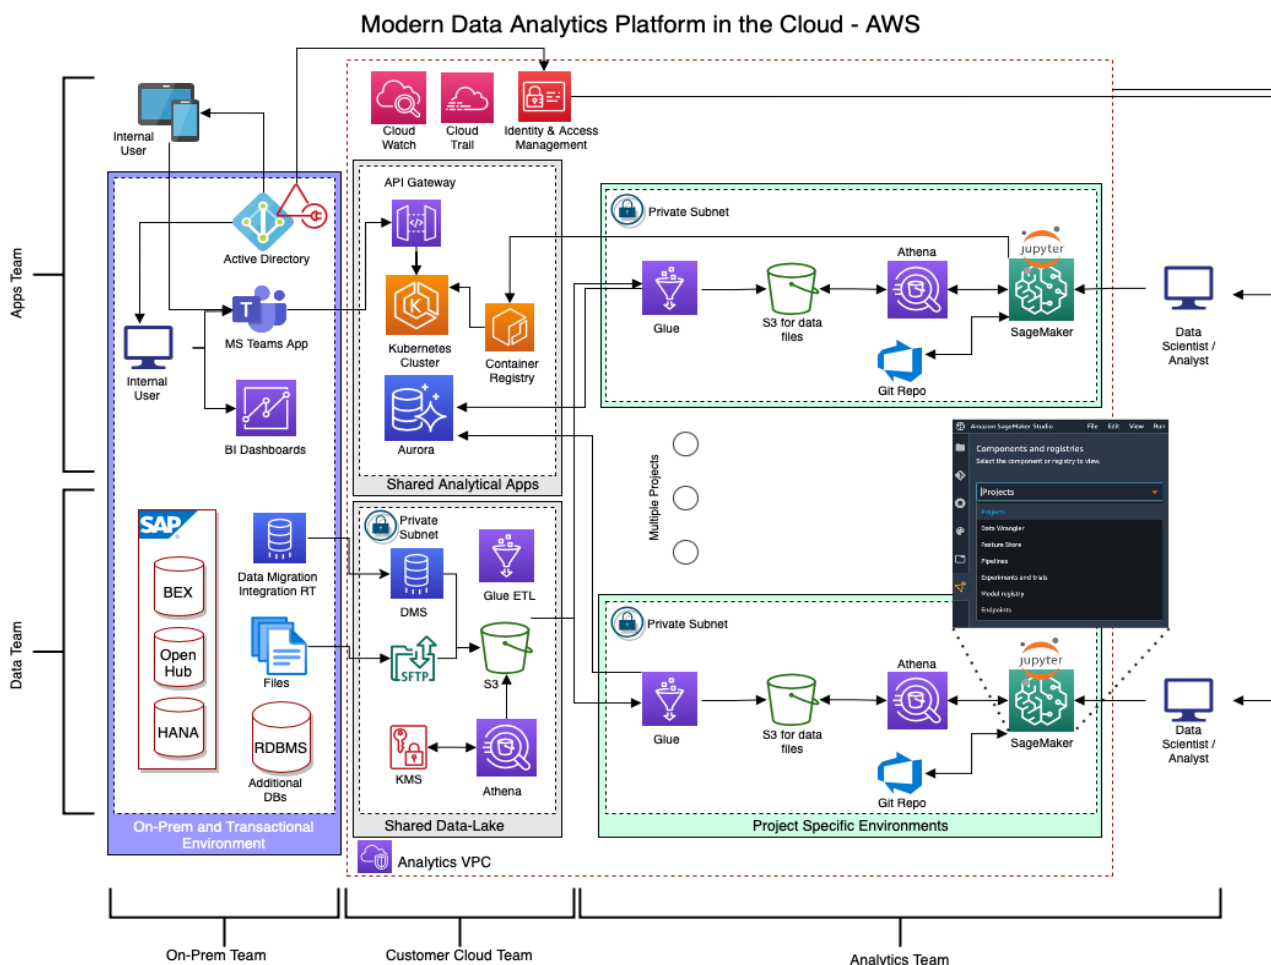 Modern Data Analytics Platform in the Cloud - AWS
Apps Team
Data Team
Internal
User
Active Directory
T
MS Teams App
Internal
User
BI Dashboards
SAP
BEX
Open
Hub
HANA
Data Migration
Integration RT
Files
RDBMS
Additional
DBs
On-Prem and Transactional
Environment
Cloud
Watch
Cloud
Trail
Identity & Access
Management
API Gateway
</>
K
Kubernetes
Cluster
Container
Registry
Aurora
Shared Analytical Apps
Private
Subnet
DMS
Glue ETL
SFTP
S3
KMS
Athena
Shared Data-Lake
Analytics VPC
Private Subnet
Glue
S3 for data
files
Athena
jupyter
SageMaker
Git Repo
Data
Scientist /
Analyst
Multiple Projects
Amazon SageMaker Studio File Edit View Run
Components and registries
Select the component or registry to view.
Projects
Projects
Data Wrangler
Feature Store
Pipelines
Experiments and trials
Model registry
Endpoints
Private Subnet
Glue
S3 for data
files
Athena
jupyter
SageMaker
Git Repo
Data
Scientist /
Analyst
Project Specific Environments
On-Prem Team
Customer Cloud Team
Analytics Team